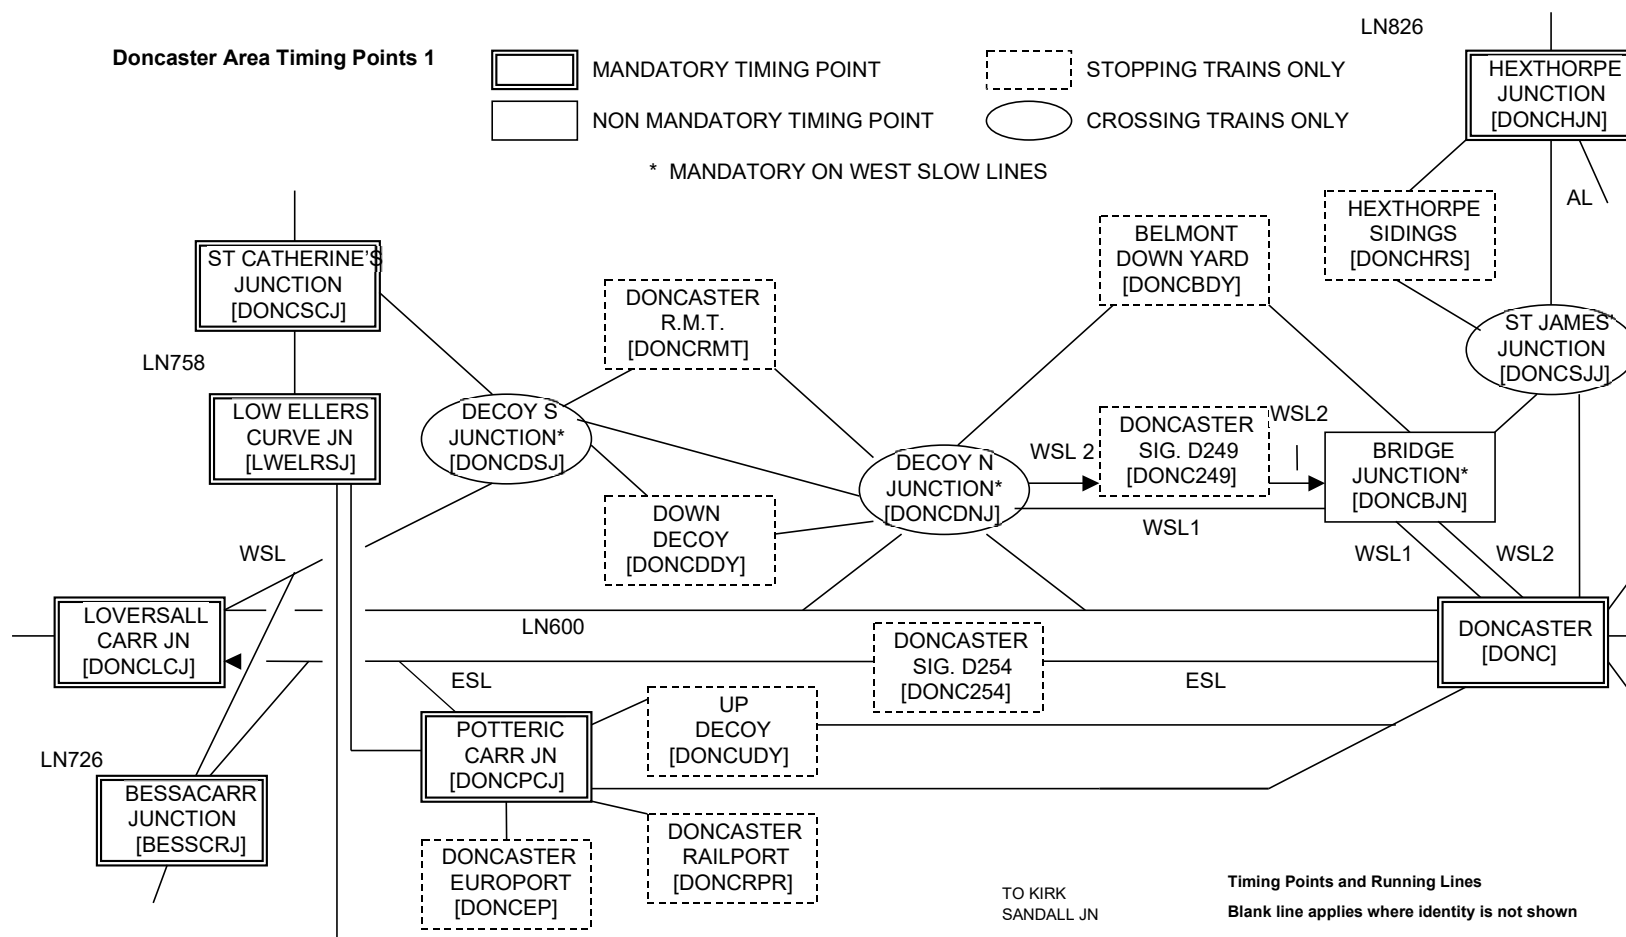 LN826
Doncaster Area Timing Points 1
MANDATORY TIMING POINT
STOPPING TRAINS ONLY
NON MANDATORY TIMING POINT
CROSSING TRAINS ONLY
* MANDATORY ON WEST SLOW LINES
HEXTHORPE
JUNCTION
[DONCHJN]
AL
HEXTHORPE
SIDINGS
[DONCHRS]
BELMONT
DOWN YARD
[DONCBDY]
ST CATHERINE'S
JUNCTION
[DONCSCJ]
DONCASTER
R.M.T.
[DONCRMT]
ST JAMES'
JUNCTION
[DONCSJJ]
LN758
LOW ELLERS
CURVE JN
[LWELRSJ]
DECOY S
JUNCTION*
[DONCDSJ]
DECOY N
JUNCTION*
[DONCDNJ]
WSL 2
DONCASTER
SIG. D249
[DONC249]
WSL2
BRIDGE
JUNCTION*
[DONCBJN]
WSL1
DOWN
DECOY
[DONCDDY]
WSL
WSL1
WSL2
LOVERSALL
CARR JN
[DONCLCJ]
LN600
DONCASTER
SIG. D254
[DONC254]
DONCASTER
[DONC]
ESL
ESL
POTTERIC
CARR JN
[DONCPCJ]
UP
DECOY
[DONCUDY]
LN726
BESSACARR
JUNCTION
[BESSCRJ]
DONCASTER
EUROPORT
[DONCEP]
DONCASTER
RAILPORT
[DONCRPR]
TO KIRK
SANDALL JN
Timing Points and Running Lines
Blank line applies where identity is not shown